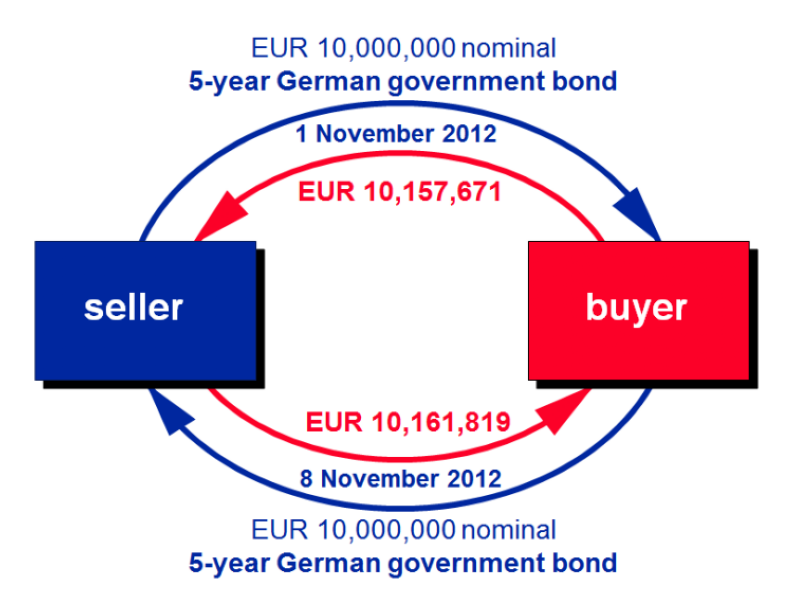 EUR 10,000,000 nominal
5-year German government bond
1 November 2012
EUR 10,157,671
seller
buyer
EUR 10,161,819
8 November 2012
EUR 10,000,000 nominal
5-year German government bond